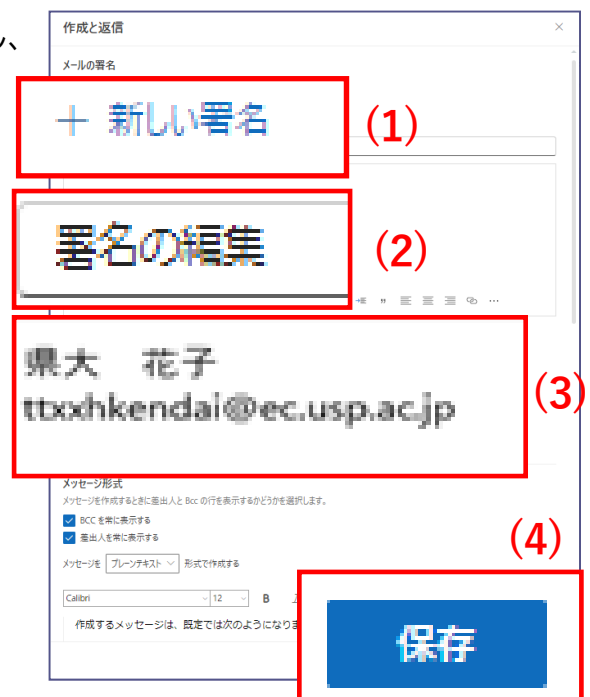 ル、
作成と返信
メールの署名
＋ 新しい署名
(1)
署名の編集
(2)
県大　花子
ttxxhkendai@ec.usp.ac.jp
(3)
メッセージ形式
メッセージを作成するときに差出人と Bcc の行を表示するかどうかを選択します。
BCC を常に表示する
差出人を常に表示する
メッセージを プレーンテキスト 形式で作成する
(4)
Calibri 12 B
作成するメッセージは、既定では次のようになりま
保存